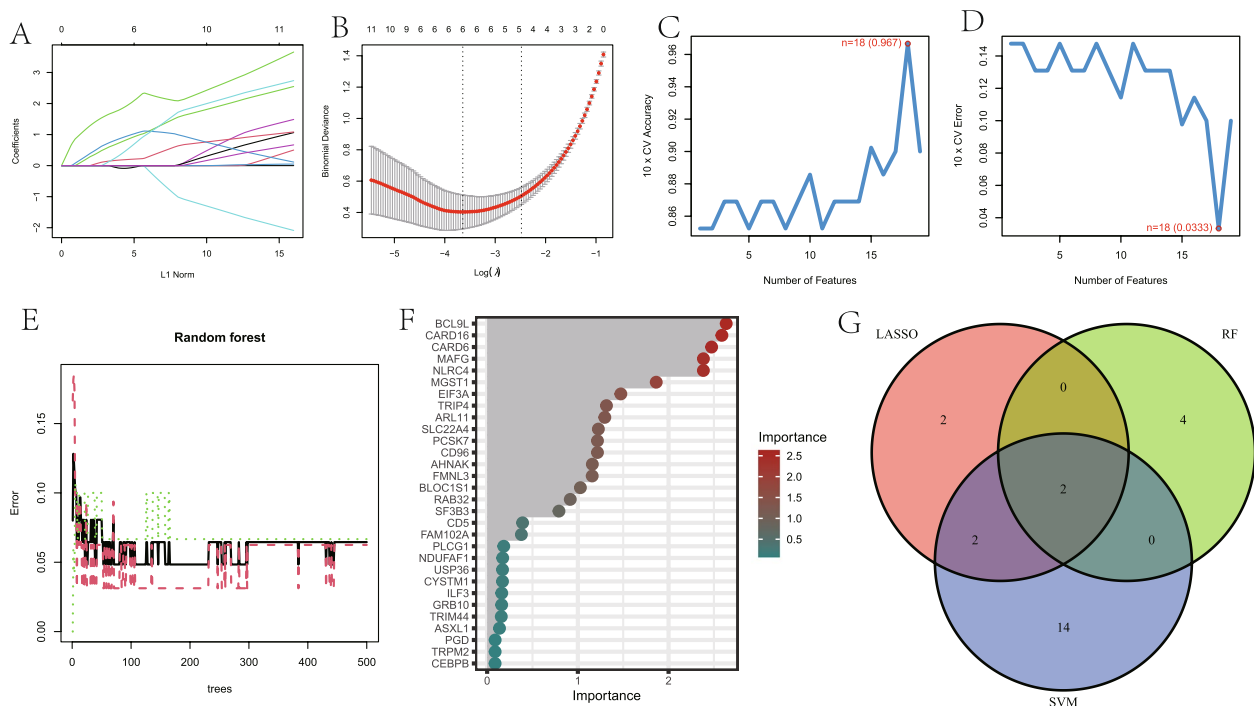 A
0 6 10 11
Coefficients
3
2
1
0
−1
−2
0 5 10 15
L1 Norm
B
11 10 9 6 6 6 6 6 5 4 4 3 3 2 0
Binomial Deviance
1.4
1.2
1.0
0.8
0.6
0.4
−5 −4 −3 −2 −1
Log(λ)
C
10 x CV Accuracy
0.96
0.94
0.92
0.90
0.88
0.86
n=18 (0.967)
5 10 15
Number of Features
D
10 x CV Error
0.14
0.12
0.10
0.08
0.06
0.04
n=18 (0.0333)
5 10 15
Number of Features
E
Random forest
Error
0.15
0.10
0.05
0.00
0 100 200 300 400 500
trees
F
BCL9L
CARD16
CARD6
MAFG
NLRC4
MGST1
EIF3A
TRIP4
ARL11
SLC22A4
PCSK7
CD96
AHNAK
FMNL3
BLOC1S1
RAB32
SF3B3
CD5
FAM102A
PLCG1
NDUFAF1
USP36
CYSTM1
ILF3
GRB10
TRIM44
ASXL1
PGD
TRPM2
CEBPB
0 1 2
Importance
Importance
2.5
2.0
1.5
1.0
0.5
G
LASSO
RF
0
2
4
2
2
0
14
SVM